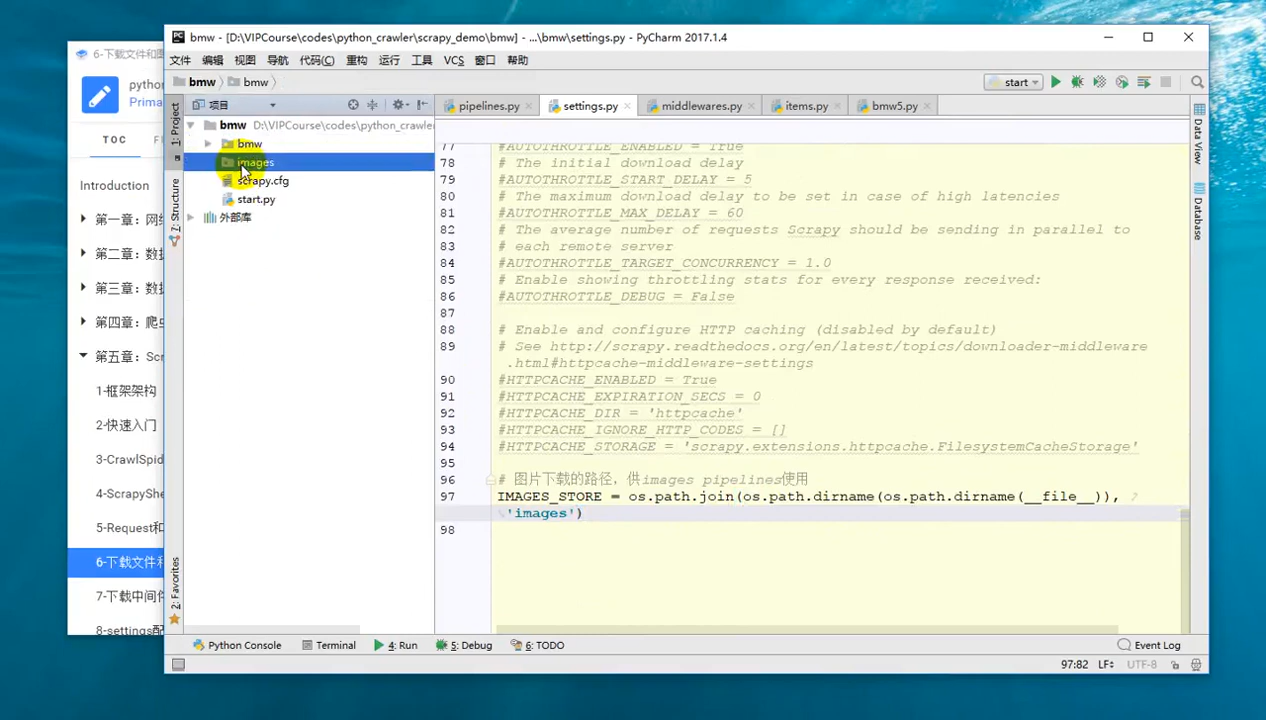 6-下载文件和图
pytho
Prima
TOC
F
Introduction
第一章：网
第二章：数
第三章：数
第四章：爬
第五章：Sc
1-框架架构
2-快速入门
3-CrawlSpid
4-ScrapyShe
5-Request和
6-下载文件和
7-下载中间件
8-settings配
bmw - [D:\VIPCourse\codes\python_crawler\scrapy_demo\bmw] - ...\bmw\settings.py - PyCharm 2017.1.4
文件 编辑 视图 导航 代码(C) 重构 运行 工具 VCS 窗口 帮助
bmw bmw
start
项目
pipelines.py settings.py middlewares.py items.py bmw5.py
1: Project
7: Structure
2: Favorites
bmw D:\VIPCourse\codes\python_crawler
bmw
images
scrapy.cfg
start.py
外部库
77 #AUTOTHROTTLE_ENABLED = True
78 # The initial download delay
79 #AUTOTHROTTLE_START_DELAY = 5
80 # The maximum download delay to be set in case of high latencies
81 #AUTOTHROTTLE_MAX_DELAY = 60
82 # The average number of requests Scrapy should be sending in parallel to
83 # each remote server
84 #AUTOTHROTTLE_TARGET_CONCURRENCY = 1.0
85 # Enable showing throttling stats for every response received:
86 #AUTOTHROTTLE_DEBUG = False
87
88 # Enable and configure HTTP caching (disabled by default)
89 # See http://scrapy.readthedocs.org/en/latest/topics/downloader-middleware
.html#httpcache-middleware-settings
90 #HTTPCACHE_ENABLED = True
91 #HTTPCACHE_EXPIRATION_SECS = 0
92 #HTTPCACHE_DIR = 'httpcache'
93 #HTTPCACHE_IGNORE_HTTP_CODES = []
94 #HTTPCACHE_STORAGE = 'scrapy.extensions.httpcache.FilesystemCacheStorage'
95
96 # 图片下载的路径，供images pipelines使用
97 IMAGES_STORE = os.path.join(os.path.dirname(os.path.dirname(__file__)),
'images')
98
Data View
Database
Python Console Terminal 4: Run 5: Debug 6: TODO Event Log
97:82 LF÷ UTF-8